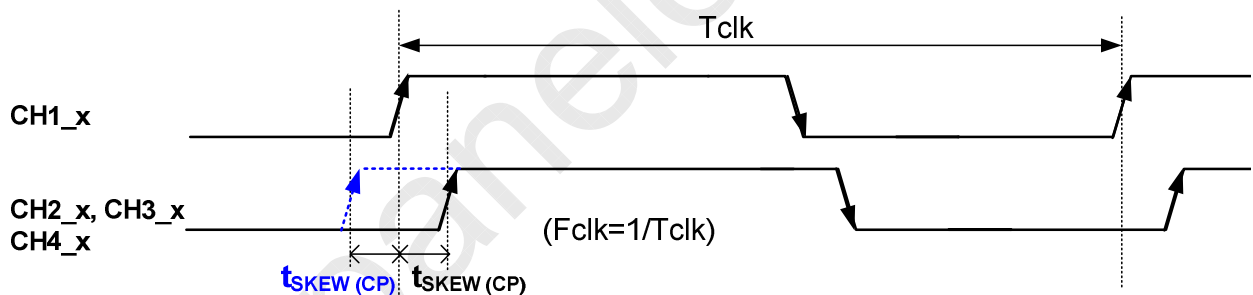 Tclk
CH1_x
CH2_x, CH3_x
CH4_x
(Fclk=1/Tclk)
tSKEW (CP) tSKEW (CP)